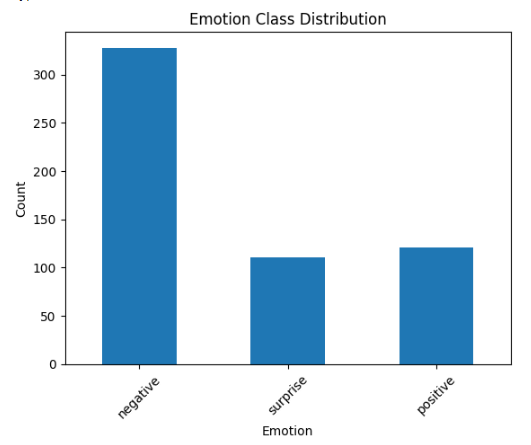 Emotion Class Distribution
Count
300
250
200
150
100
50
0
negative
surprise
positive
Emotion